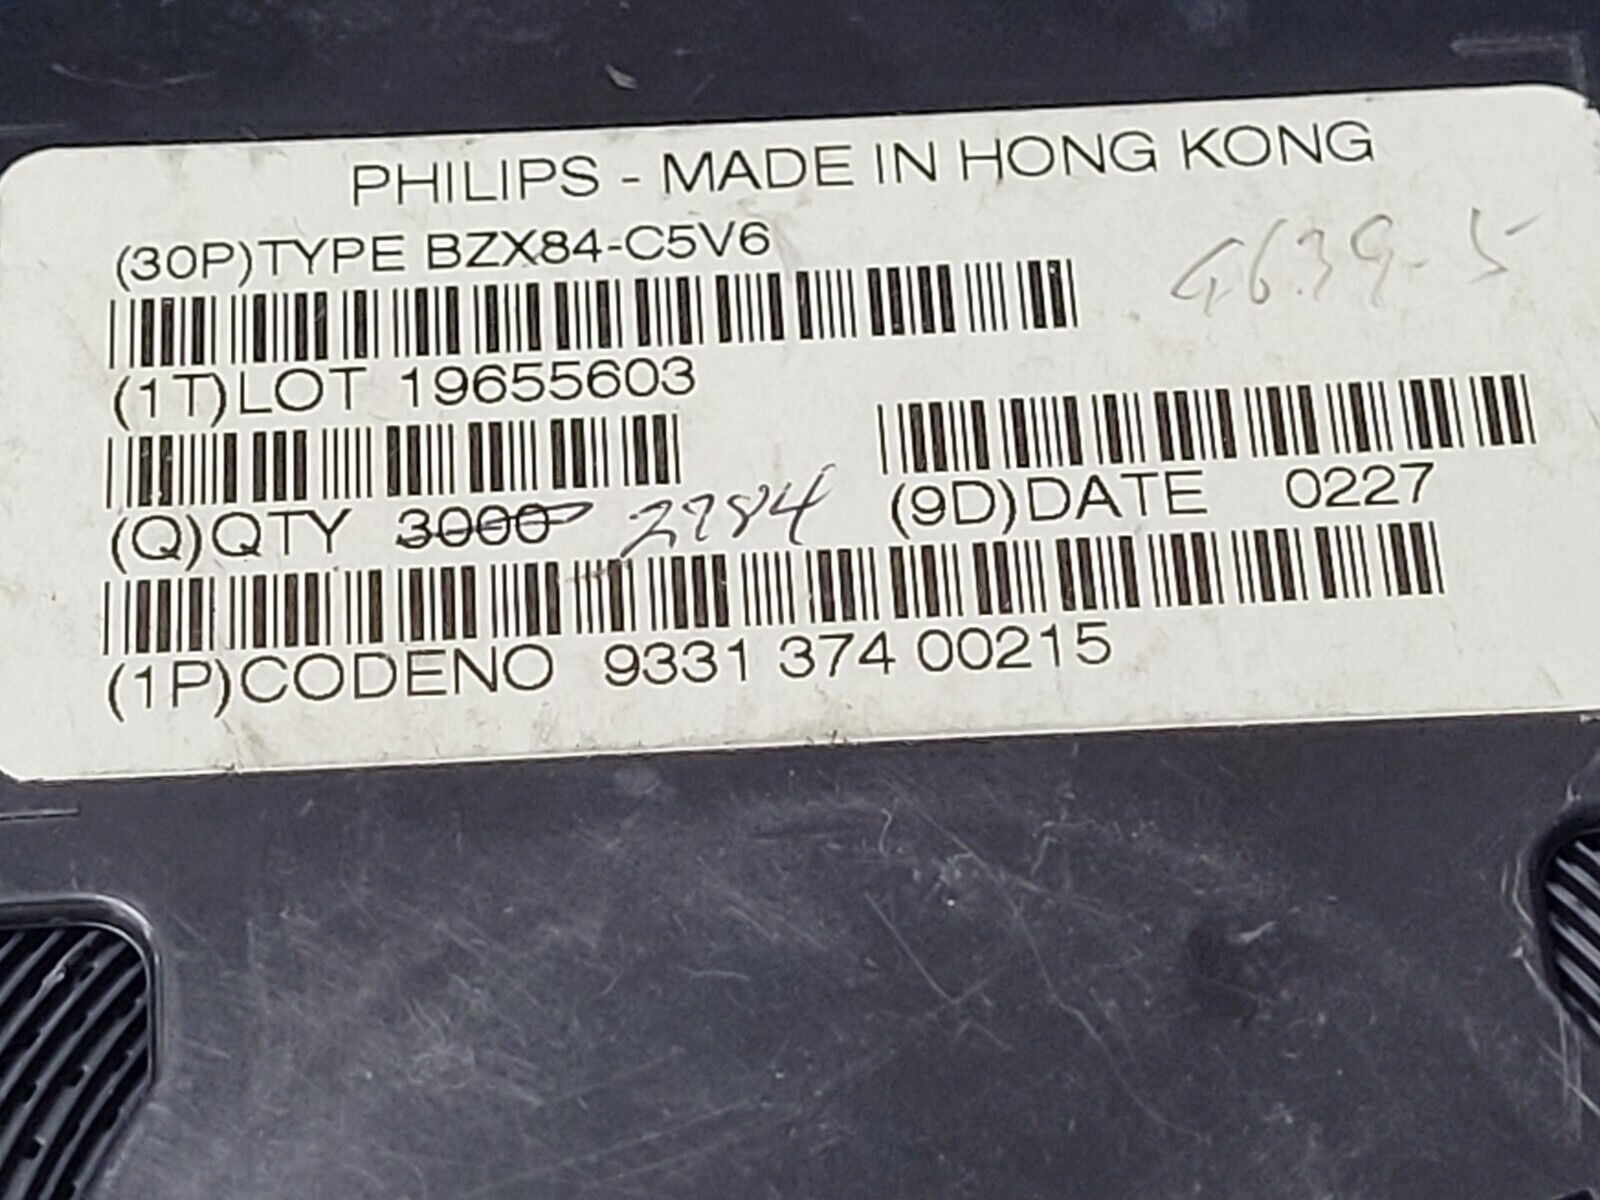 PHILIPS - MADE IN HONG KONG
(30P)TYPE BZX84-C5V6
4639-5
(1T)LOT 19655603
(Q)QTY 3000 2784 (9D)DATE 0227
(1P)CODENO 9331 374 00215